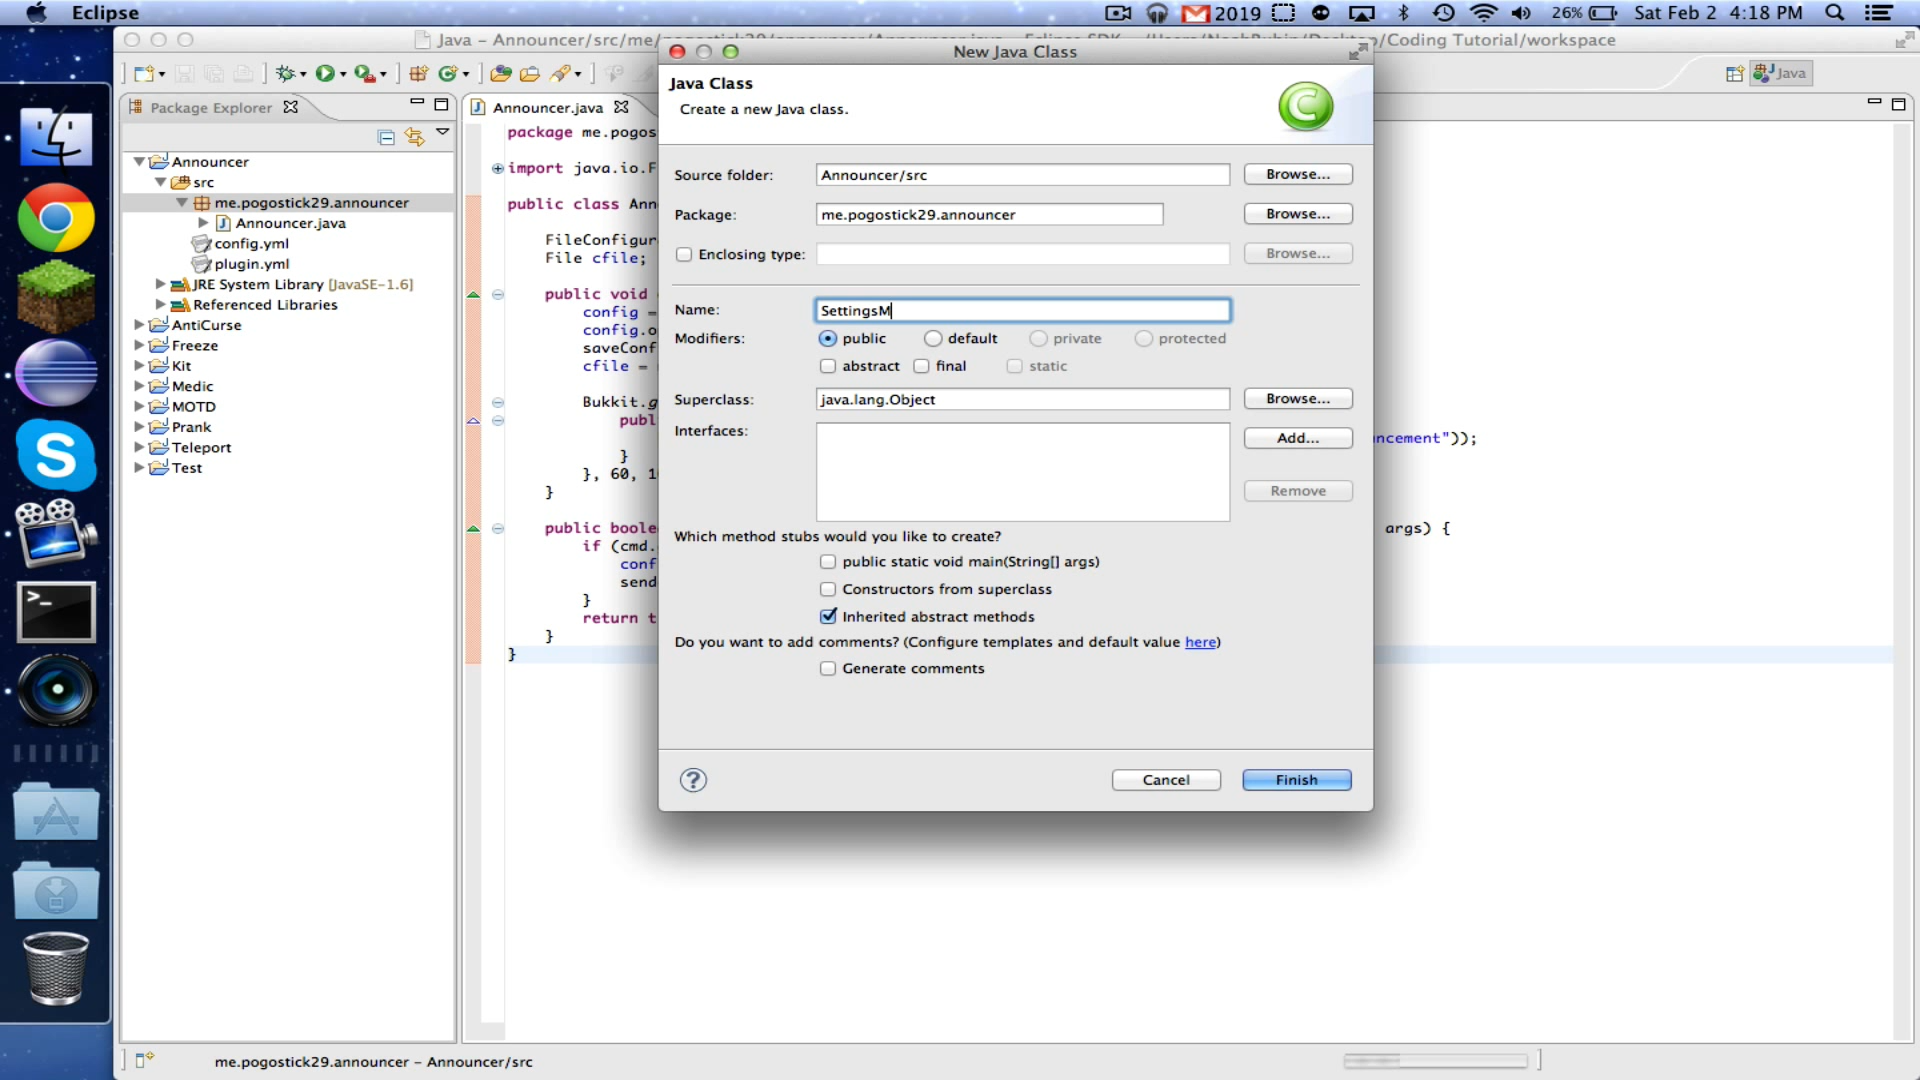 Eclipse
2019
26%
Sat Feb 2 4:18 PM
New Java Class
Java
Package Explorer
Announcer
src
me.pogostick29.announcer
Announcer.java
config.yml
plugin.yml
JRE System Library [JavaSE-1.6]
Referenced Libraries
AntiCurse
Freeze
Kit
Medic
MOTD
Prank
Teleport
Test
Announcer.java
package me.pogos
import java.io.F
public class Ann
FileConfigur
File cfile;
public void
config =
config.o
saveConf
cfile =
Bukkit.g
publ
}
}, 60, 1
}
public boole
if (cmd.
conf
send
}
return t
}
}
ncement"));
args) {
Java Class
Create a new Java class.
Source folder:
Announcer/src
Browse...
Package:
me.pogostick29.announcer
Browse...
Enclosing type:
Browse...
Name:
SettingsM
Modifiers:
public
default
private
protected
abstract
final
static
Superclass:
java.lang.Object
Browse...
Interfaces:
Add...
Remove
Which method stubs would you like to create?
public static void main(String[] args)
Constructors from superclass
Inherited abstract methods
Do you want to add comments? (Configure templates and default value here)
Generate comments
Cancel
Finish
me.pogostick29.announcer - Announcer/src